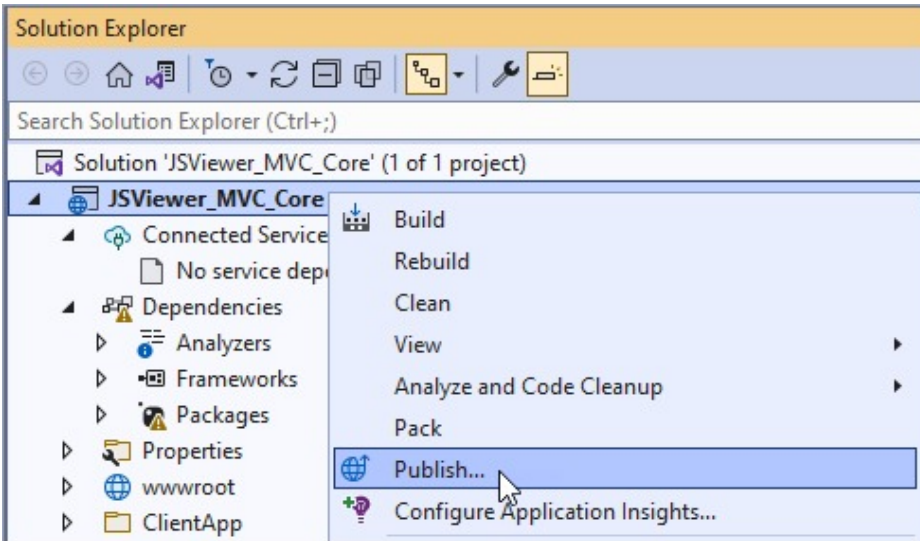 Solution Explorer
Search Solution Explorer (Ctrl+;)
Solution 'JSViewer_MVC_Core' (1 of 1 project)
JSViewer_MVC_Core
Connected Service
No service dep
Dependencies
Analyzers
Frameworks
Packages
Properties
wwwroot
ClientApp
Build
Rebuild
Clean
View
Analyze and Code Cleanup
Pack
Publish...
Configure Application Insights...